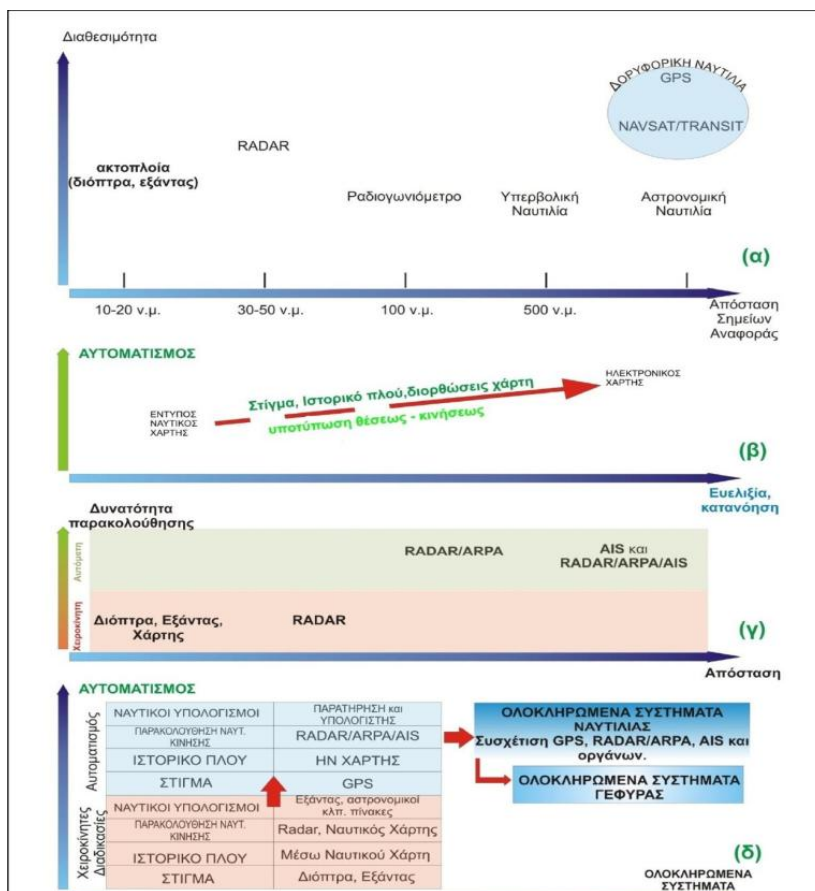 Διαθεσιμότητα
ΔΟΡΥΦΟΡΙΚΗ ΝΑΥΤΙΛΙΑ
GPS
NAVSAT/TRANSIT
RADAR
ακτοπλοία
(διόπτρα, εξάντας)
Ραδιογωνιόμετρο
Υπερβολική
Ναυτιλία
Αστρονομική
Ναυτιλία
(α)
10-20 ν.μ.
30-50 ν.μ.
100 ν.μ.
500 ν.μ.
Απόσταση
Σημείων
Αναφοράς
ΑΥΤΟΜΑΤΙΣΜΟΣ
ΕΝΤΥΠΟΣ
ΝΑΥΤΙΚΟΣ
ΧΑΡΤΗΣ
Στίγμα, Ιστορικό πλού,διορθώσεις χάρτη
υποτύπωση θέσεως - κινήσεως
ΗΛΕΚΤΡΟΝΙΚΟΣ
ΧΑΡΤΗΣ
(β)
Ευελιξία,
κατανόηση
Δυνατότητα
παρακολούθησης
Αυτόματη
RADAR/ARPA
AIS και
RADAR/ARPA/AIS
Χειροκίνητη
Διόπτρα, Εξάντας,
Χάρτης
RADAR
(γ)
Απόσταση
ΑΥΤΟΜΑΤΙΣΜΟΣ
Αυτοματισμός
ΝΑΥΤΙΚΟΙ ΥΠΟΛΟΓΙΣΜΟΙ
ΠΑΡΑΤΗΡΗΣΗ και
ΥΠΟΛΟΓΙΣΤΗΣ
ΠΑΡΑΚΟΛΟΥΘΗΣΗ ΝΑΥΤ.
ΚΙΝΗΣΗΣ
RADAR/ARPA/AIS
ΙΣΤΟΡΙΚΟ ΠΛΟΥ
ΗΝ ΧΑΡΤΗΣ
ΣΤΙΓΜΑ
GPS
Χειροκίνητες
Διαδικασίες
ΝΑΥΤΙΚΟΙ ΥΠΟΛΟΓΙΣΜΟΙ
Εξάντας, αστρονομικοί
κλπ. πίνακες
ΠΑΡΑΚΟΛΟΥΘΗΣΗ ΝΑΥΤ.
ΚΙΝΗΣΗΣ
Radar, Ναυτικός Χάρτης
ΙΣΤΟΡΙΚΟ ΠΛΟΥ
Μέσω Ναυτικού Χάρτη
ΣΤΙΓΜΑ
Διόπτρα, Εξάντας
ΟΛΟΚΛΗΡΩΜΕΝΑ ΣΥΣΤΗΜΑΤΑ
ΝΑΥΤΙΛΙΑΣ
Συσχέτιση GPS, RADAR/ARPA, AIS και
οργάνων.
ΟΛΟΚΛΗΡΩΜΕΝΑ ΣΥΣΤΗΜΑΤΑ
ΓΕΦΥΡΑΣ
(δ)
ΟΛΟΚΛΗΡΩΜΕΝΑ
ΣΥΣΤΗΜΑΤΑ